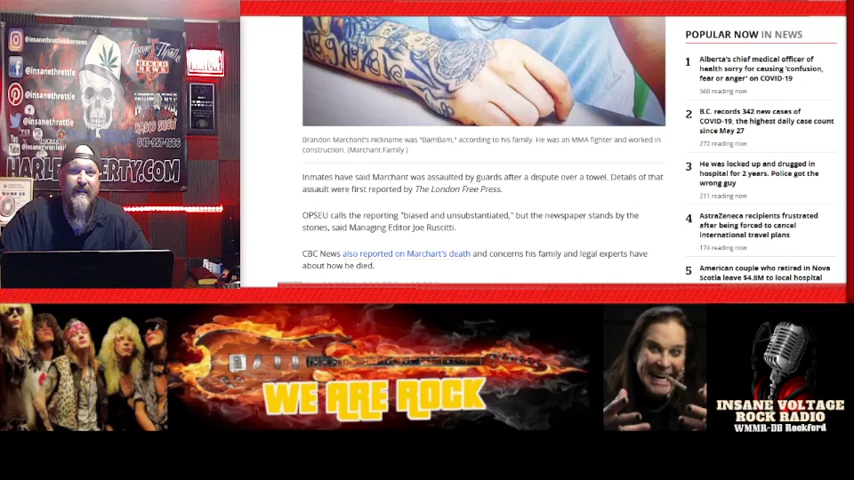 @insanethrottlebikernews
@insanethrottle
@insanethrottle
@insanethrottle
@insanethrottlebi
BIKER
NEWS
RADIO SHOW
HARL
ERTY.COM
Brandon Marchant's nickname was "BamBam," according to his family. He was an MMA fighter and worked in
construction. (Marchant Family )
Inmates have said Marchant was assaulted by guards after a dispute over a towel. Details of that
assault were first reported by The London Free Press.
OPSEU calls the reporting "biased and unsubstantiated," but the newspaper stands by the
stories, said Managing Editor Joe Ruscitti.
CBC News also reported on Marchart's death and concerns his family and legal experts have
about how he died.
POPULAR NOW IN NEWS
1 Alberta's chief medical officer of
health sorry for causing 'confusion,
fear or anger' on COVID-19
560 reading now
2 B.C. records 342 new cases of
COVID-19, the highest daily case count
since May 27
272 reading now
3 He was locked up and drugged in
hospital for 2 years. Police got the
wrong guy
211 reading now
4 AstraZeneca recipients frustrated
after being forced to cancel
international travel plans
174 reading now
5 American couple who retired in Nova
Scotia leave $4.8M to local hospital
WE ARE ROCK
INSANE VOLTAGE
ROCK RADIO
WMMR-DB Rockford